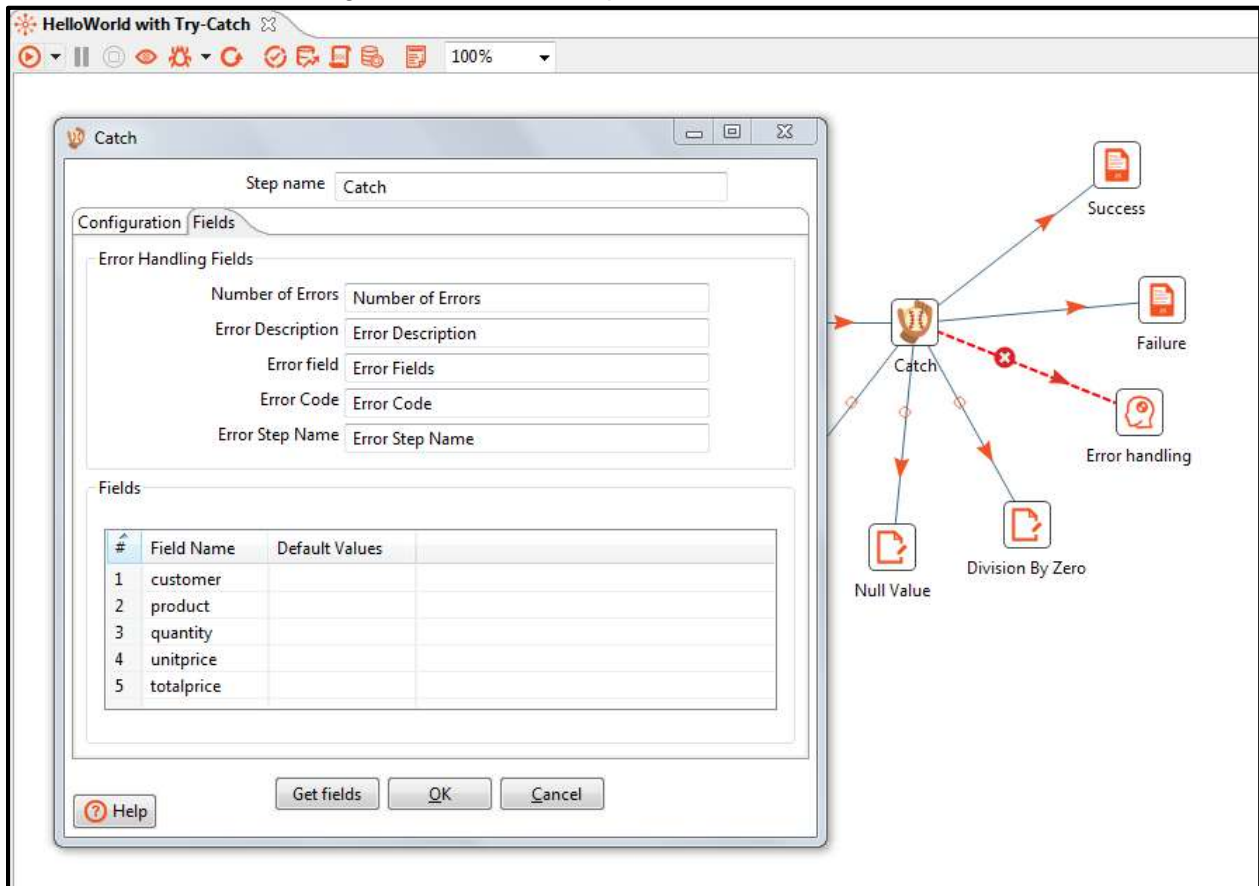 HelloWorld with Try-Catch
100%
Catch
Step name Catch
Configuration Fields
Error Handling Fields
Number of Errors Number of Errors
Error Description Error Description
Error field Error Fields
Error Code Error Code
Error Step Name Error Step Name
Fields
# Field Name Default Values
1 customer
2 product
3 quantity
4 unitprice
5 totalprice
Get fields OK Cancel
Help
Success
Failure
Catch
Error handling
Null Value
Division By Zero